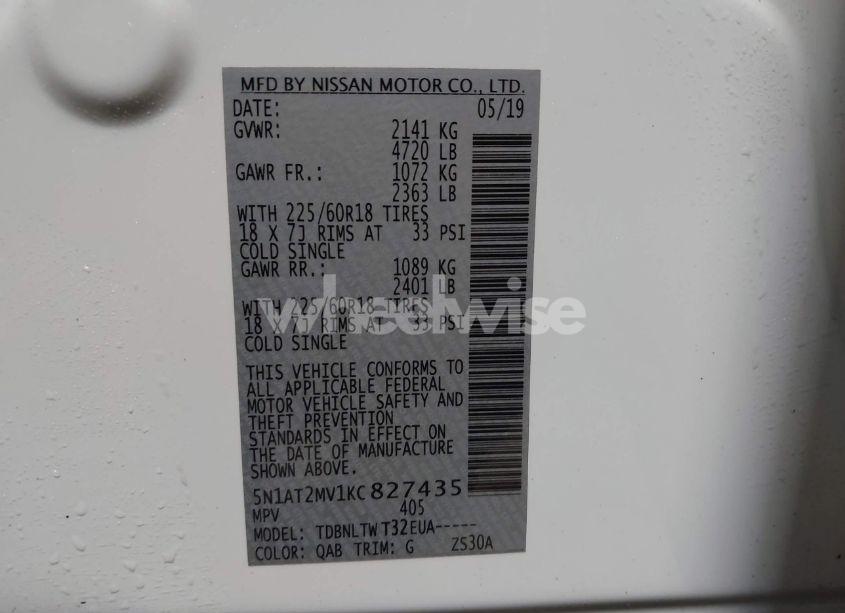 MFD BY NISSAN MOTOR CO., LTD.
DATE: 05/19
GVWR: 2141 KG
4720 LB
GAWR FR.: 1072 KG
2363 LB
WITH 225/60R18 TIRES
18 X 7J RIMS AT 33 PSI
COLD SINGLE
GAWR RR.: 1089 KG
2401 LB
WITH 225/60R18 TIRES
18 X 7J RIMS AT 33 PSI
COLD SINGLE
wheelwise
THIS VEHICLE CONFORMS TO
ALL APPLICABLE FEDERAL
MOTOR VEHICLE SAFETY AND
THEFT PREVENTION
STANDARDS IN EFFECT ON
THE DATE OF MANUFACTURE
SHOWN ABOVE.
5N1AT2MV1KC827435
MPV 405
MODEL: TDBNLTWT32EUA-----
COLOR: QAB TRIM: G ZS30A